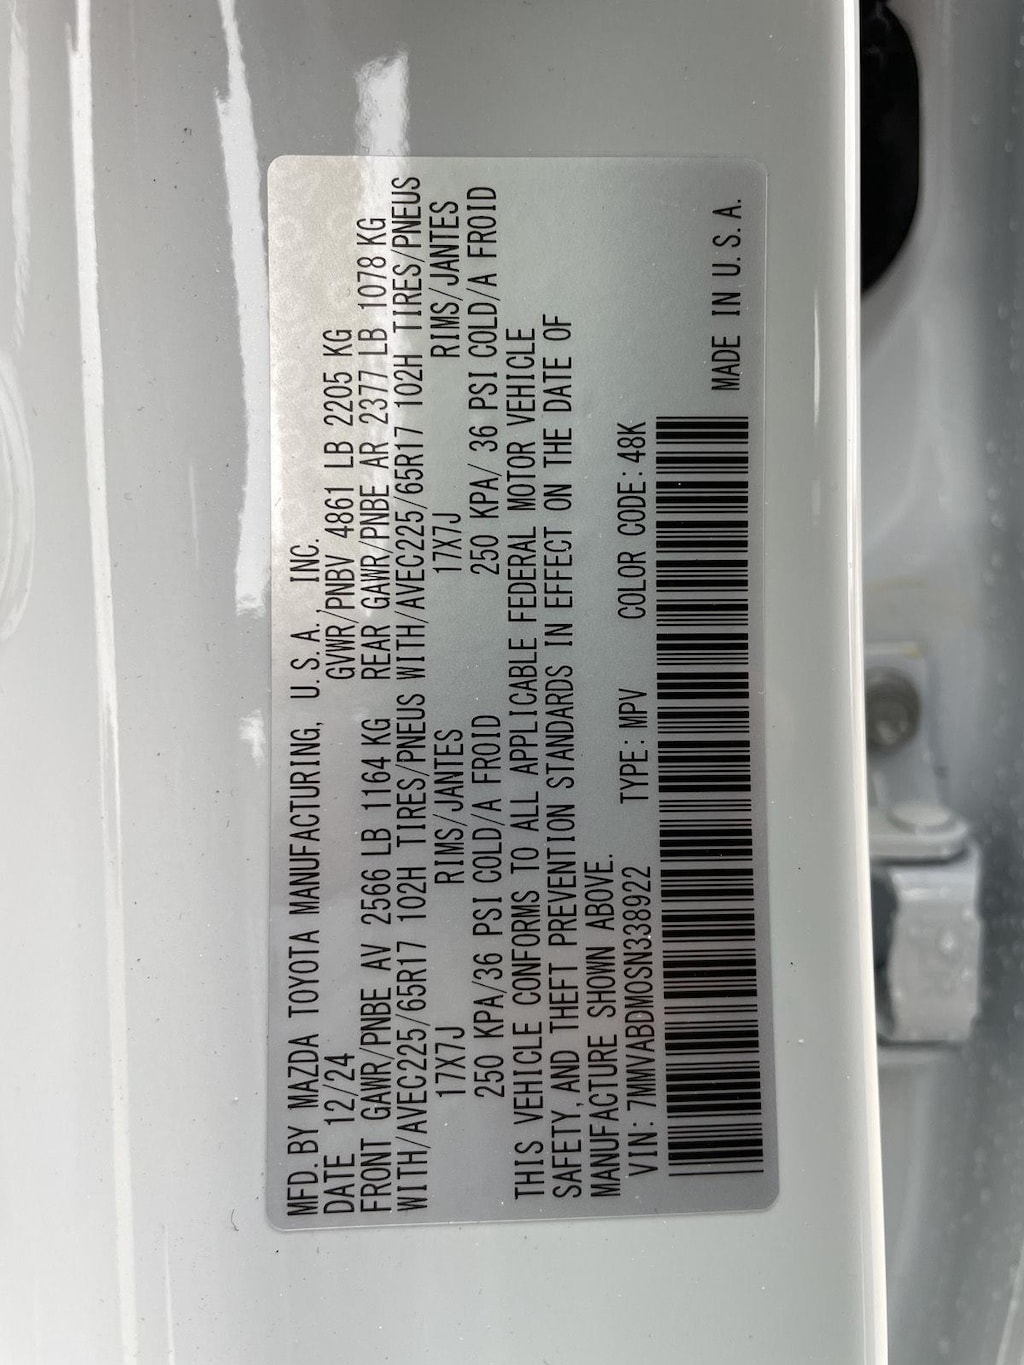 MFD. BY MAZDA TOYOTA MANUFACTURING, U.S.A., INC.
DATE 12/24 GVWR/PNBV 4861 LB 2205 KG
FRONT GAWR/PNBE AV 2566 LB 1164 KG REAR GAWR/PNBE AR 2377 LB 1078 KG
WITH/AVEC225/65R17 102H TIRES/PNEUS WITH/AVEC225/65R17 102H TIRES/PNEUS
17X7J RIMS/JANTES 17X7J RIMS/JANTES
250 KPA/36 PSI COLD/A FROID 250 KPA/ 36 PSI COLD/A FROID
THIS VEHICLE CONFORMS TO ALL APPLICABLE FEDERAL MOTOR VEHICLE
SAFETY, AND THEFT PREVENTION STANDARDS IN EFFECT ON THE DATE OF
MANUFACTURE SHOWN ABOVE.
VIN: 7MMVABDM0SN338922 TYPE: MPV COLOR CODE: 48K
MADE IN U.S.A.